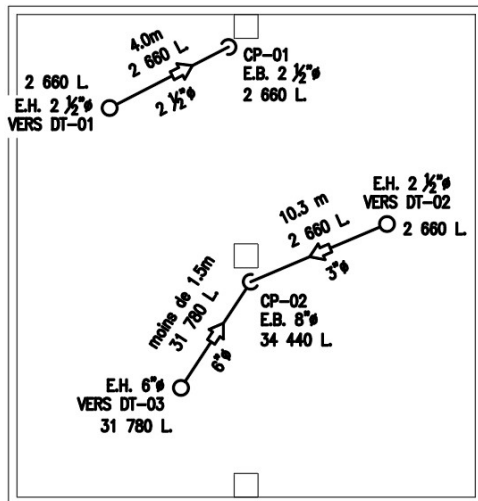 4.0m
2 660 L.
2 ½"ø
CP-01
E.B. 2 ½"ø
2 660 L.
2 660 L.
E.H. 2 ½"ø
VERS DT-01
E.H. 2 ½"ø
VERS DT-02
2 660 L.
10.3 m
2 660 L.
3"ø
CP-02
E.B. 8"ø
34 440 L.
moins de 1.5m
31 780 L.
6"ø
E.H. 6"ø
VERS DT-03
31 780 L.